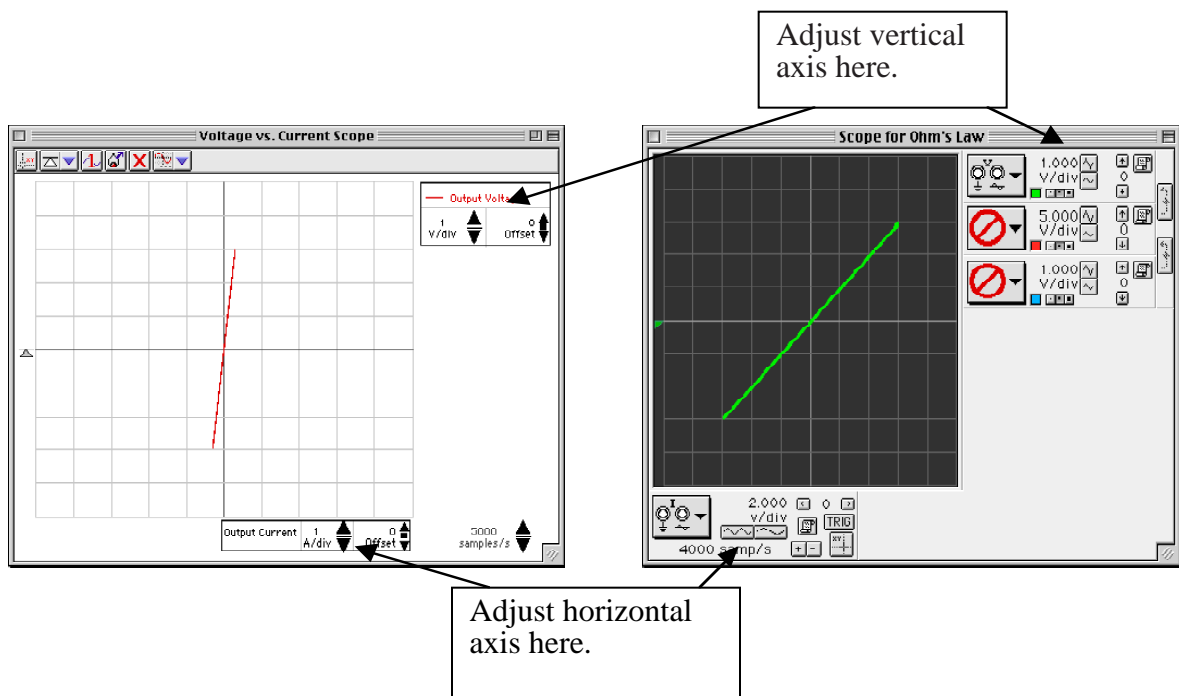 Adjust vertical
axis here.
Voltage vs. Current Scope
Output Volta
1
V/div
0
Offset
Output Current
1
A/div
0
Offset
5000
samples/s
Scope for Ohm's Law
V
1.000
V/div
0
5.000
V/div
0
1.000
V/div
0
I
2.000
v/div
0
TRIG
4000 samp/s
XY
Adjust horizontal
axis here.